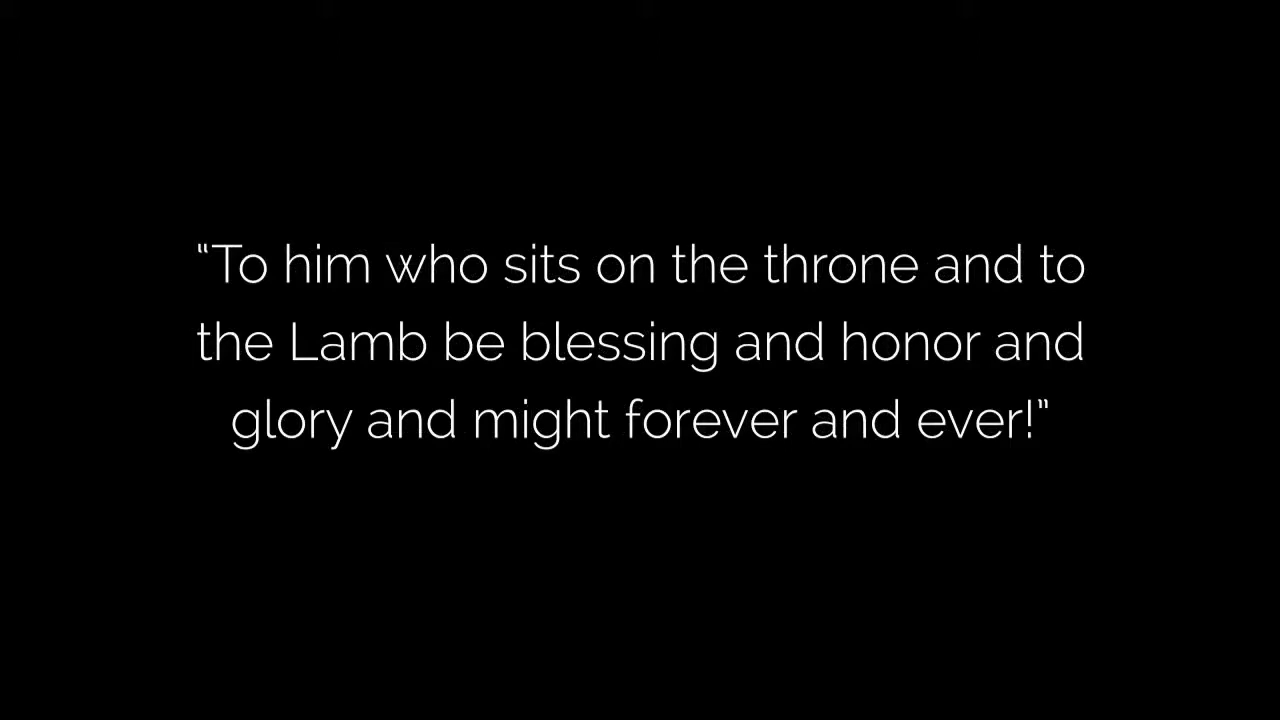 “To him who sits on the throne and to
the Lamb be blessing and honor and
glory and might forever and ever!”